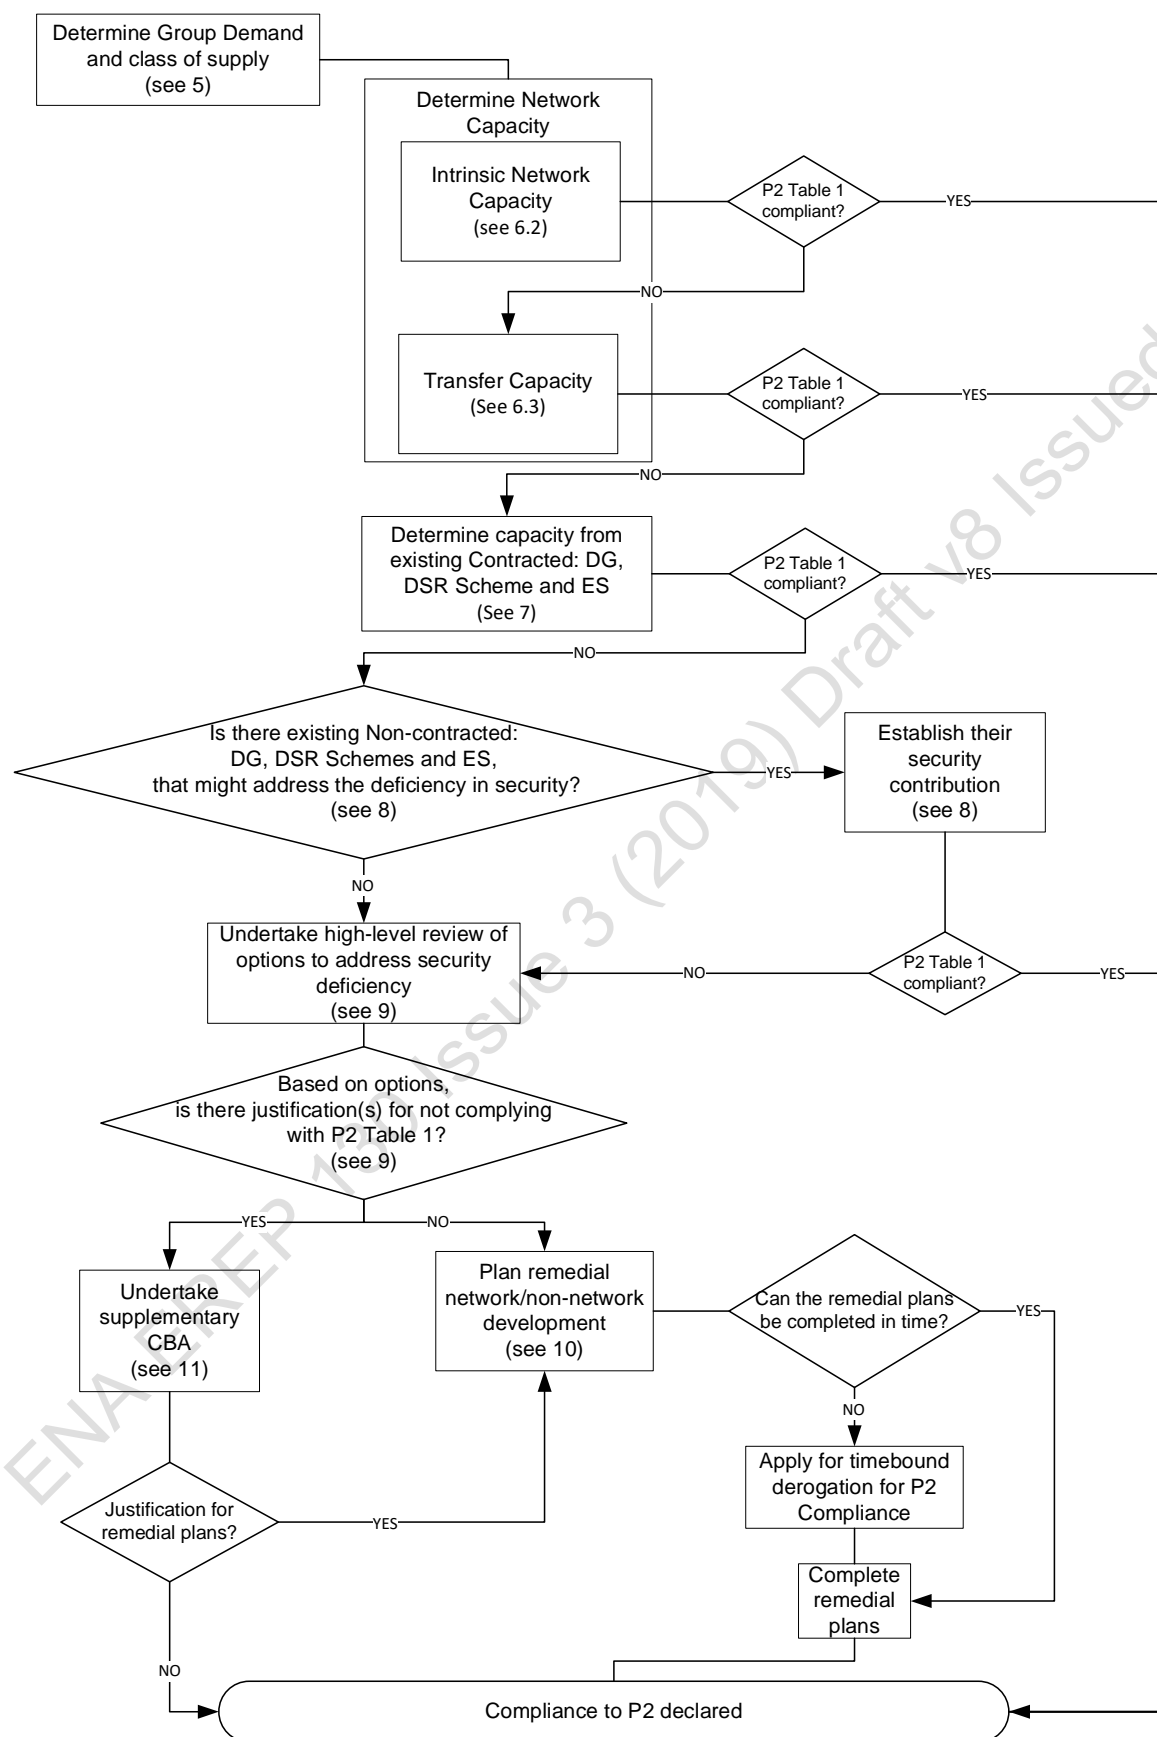 Determine Group Demand
and class of supply
(see 5)
Determine Network
Capacity
Intrinsic Network
Capacity
(see 6.2)
P2 Table 1
compliant?
YES
NO
Transfer Capacity
(See 6.3)
P2 Table 1
compliant?
YES
NO
Determine capacity from
existing Contracted: DG,
DSR Scheme and ES
(See 7)
P2 Table 1
compliant?
YES
NO
Is there existing Non-contracted:
DG, DSR Schemes and ES,
that might address the deficiency in security?
(see 8)
YES
Establish their
security
contribution
(see 8)
NO
Undertake high-level review of
options to address security
deficiency
(see 9)
NO
P2 Table 1
compliant?
YES
Based on options,
is there justification(s) for not complying
with P2 Table 1?
(see 9)
YES
NO
Undertake
supplementary
CBA
(see 11)
Plan remedial
network/non-network
development
(see 10)
Can the remedial plans
be completed in time?
YES
NO
Apply for timebound
derogation for P2
Compliance
Justification for
remedial plans?
YES
Complete
remedial
plans
NO
Compliance to P2 declared
ENA EREP 130 Issue 3 (2019) Draft v8 Issued